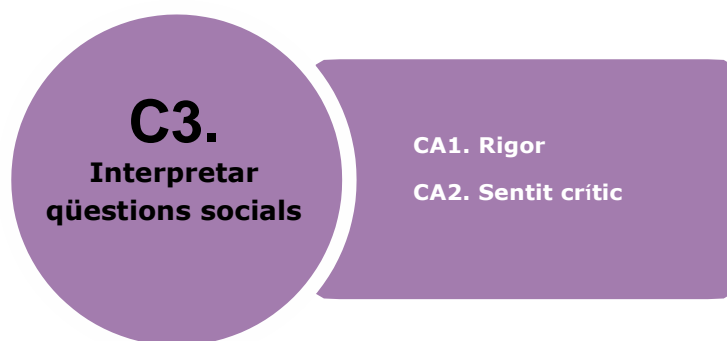 C3.
Interpretar
qüestions socials
CA1. Rigor
CA2. Sentit crític